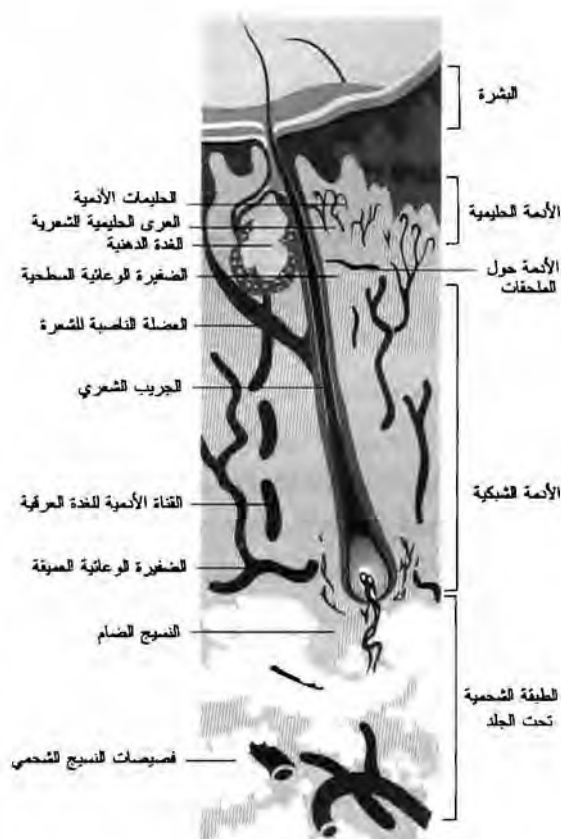 البشرة
الأدمة الحليمية
الأدمة حول
الملحقات
الأدمة الشبكية
الطبقة الشحمية
تحت الجلد
الحليمات الأدمية
العرى الحليمية الشعرية
الغدة الدهنية
الضفيرة الوعائية السطحية
العضلة الناصبة للشعرة
الجريب الشعري
القناة الأدمية للغدة العرقية
الضفيرة الوعائية العميقة
النسيج الضام
فصيصات النسيج الشحمي